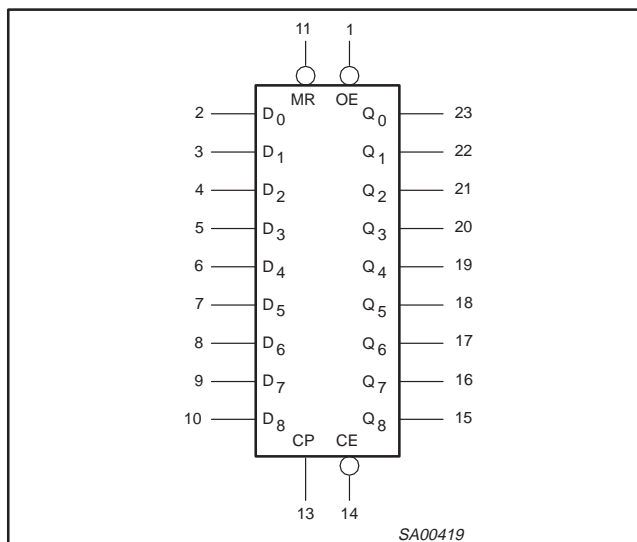 11 1
MR OE
2 D0 Q0 23
3 D1 Q1 22
4 D2 Q2 21
5 D3 Q3 20
6 D4 Q4 19
7 D5 Q5 18
8 D6 Q6 17
9 D7 Q7 16
10 D8 Q8 15
CP CE
13 14
SA00419